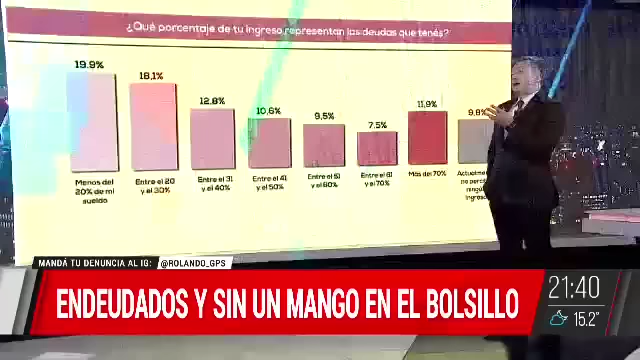 ¿Qué porcentaje de tu ingreso representan las deudas que tenés?
19.9%
18,1%
12,8%
10,6%
9,5%
7.5%
11,9%
9,8%
Menos del
20% de mi
sueldo
Entre el 20
y el 30%
Entre el 31
y el 40%
Entre el 41
y el 50%
Entre el 51
y el 60%
Entre el 61
y el 70%
Más del 70%
no
ningún
ingreso
MANDÁ TU DENUNCIA AL IG: @ROLANDO_GPS
ENDEUDADOS Y SIN UN MANGO EN EL BOLSILLO
21:40
15.2°